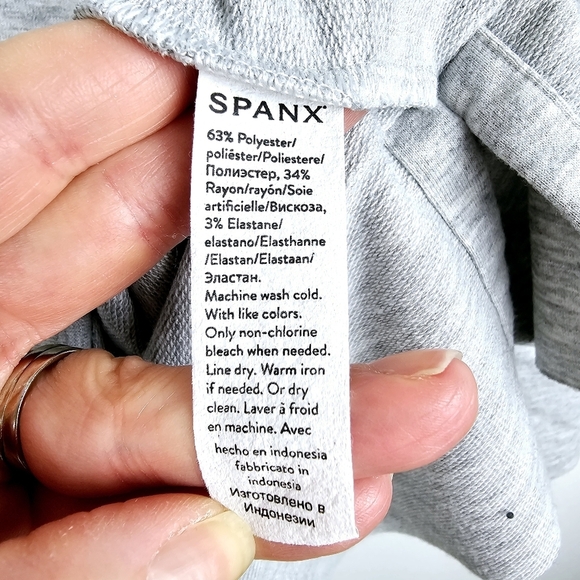 SPANX
63% Polyester/
poliéster/Poliestere/
Полиэстер, 34%
Rayon/rayón/Soie
artificielle/Вискоза,
3% Elastane/
elastano/Elasthanne
/Elastan/Elastaan/
Эластан.
Machine wash cold.
With like colors.
Only non-chlorine
bleach when needed.
Line dry. Warm iron
if needed. Or dry
clean. Laver à froid
en machine. Avec
hecho en indonesia
fabbricato in
indonesia
Изготовлено в
Индонезии